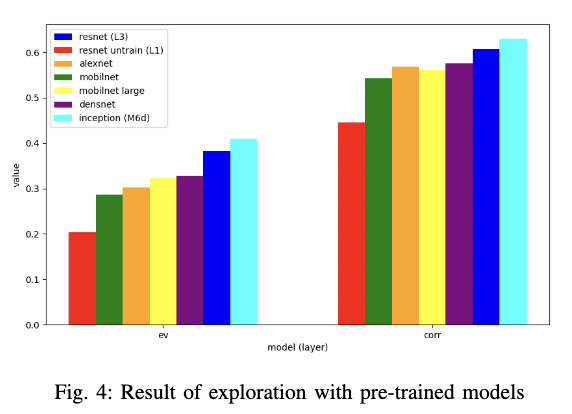 resnet (L3)
resnet untrain (L1)
alexnet
mobilnet
mobilnet large
densnet
inception (M6d)
0.6
0.5
0.4
0.3
0.2
0.1
0.0
value
ev
corr
model (layer)
Fig. 4: Result of exploration with pre-trained models